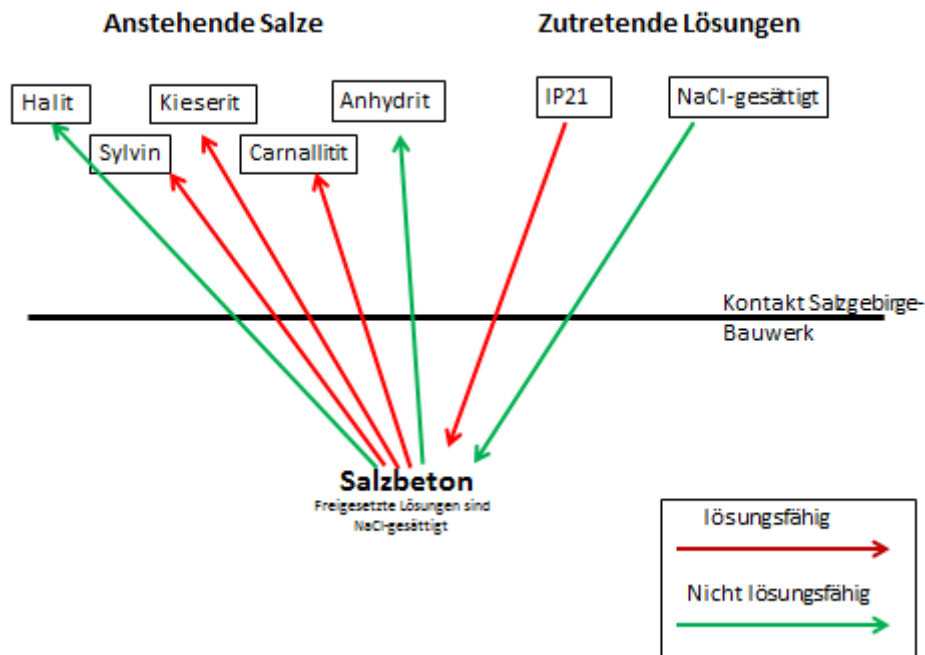 Anstehende Salze
Zutretende Lösungen
Halit
Kieserit
Anhydrit
IP21
NaCl-gesättigt
Sylvin
Carnallitit
Kontakt Salzgebirge-
Bauwerk
Salzbeton
Freigesetzte Lösungen sind
NaCl-gesättigt
lösungsfähig
Nicht lösungsfähig